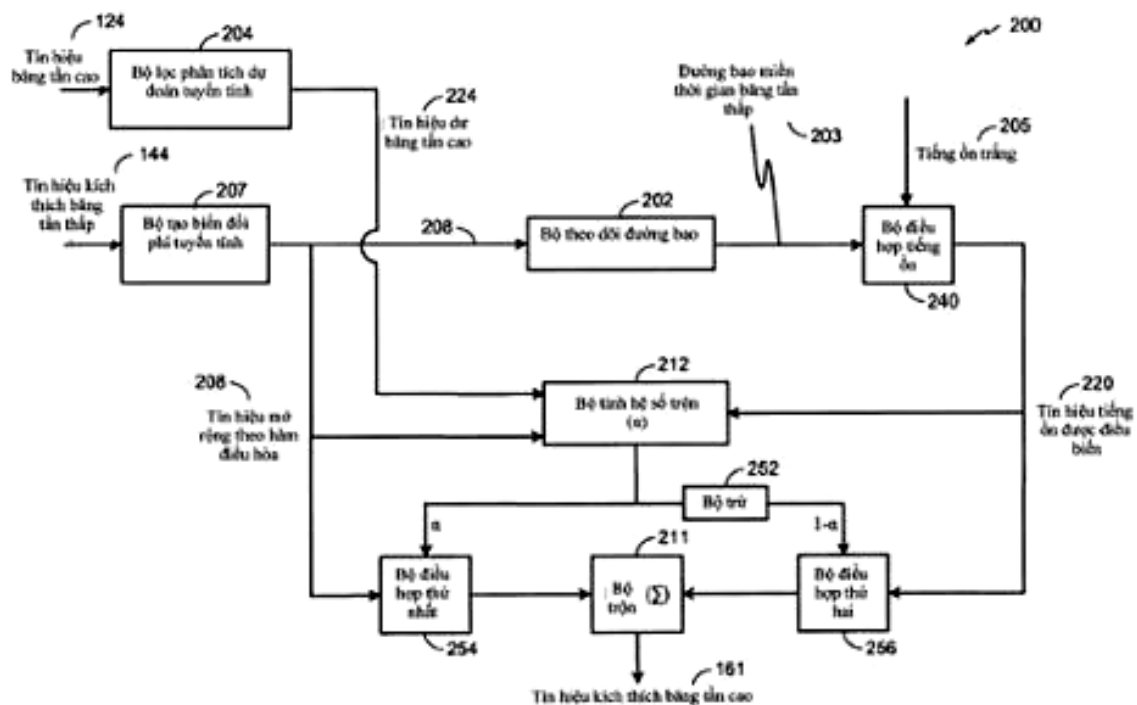 124
Tín hiệu
băng tần cao
204
Bộ lọc phân tích dự
đoán tuyến tính
200
224
Tín hiệu dư
băng tần cao
Đường bao miền
thời gian băng tần
thấp
203
205
Tiếng ồn trắng
144
Tín hiệu kích
thích băng
tần thấp
207
Bộ tạo biến đổi
phi tuyến tính
208
202
Bộ theo dõi đường bao
Bộ điều
hợp tiếng
ồn
240
208
Tín hiệu mở
rộng theo hàm
điều hòa
212
Bộ tính hệ số trộn
(α)
220
Tín hiệu tiếng
ồn được điều
biến
252
Bộ trừ
α
1-α
211
Bộ điều
hợp thứ
nhất
254
Bộ
trộn (∑)
Bộ điều
hợp thứ
hai
256
161
Tín hiệu kích thích băng tần cao